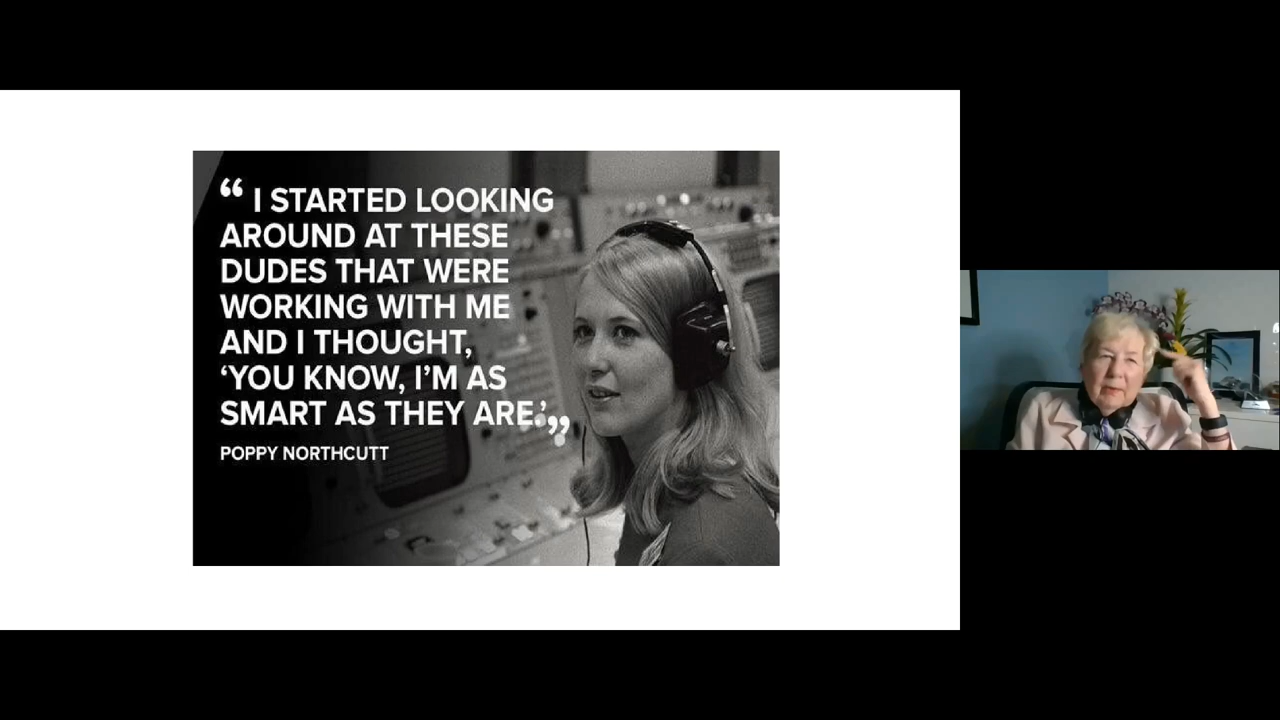 “ I STARTED LOOKING
AROUND AT THESE
DUDES THAT WERE
WORKING WITH ME
AND I THOUGHT,
‘YOU KNOW, I’M AS
SMART AS THEY ARE.’„
POPPY NORTHCUTT